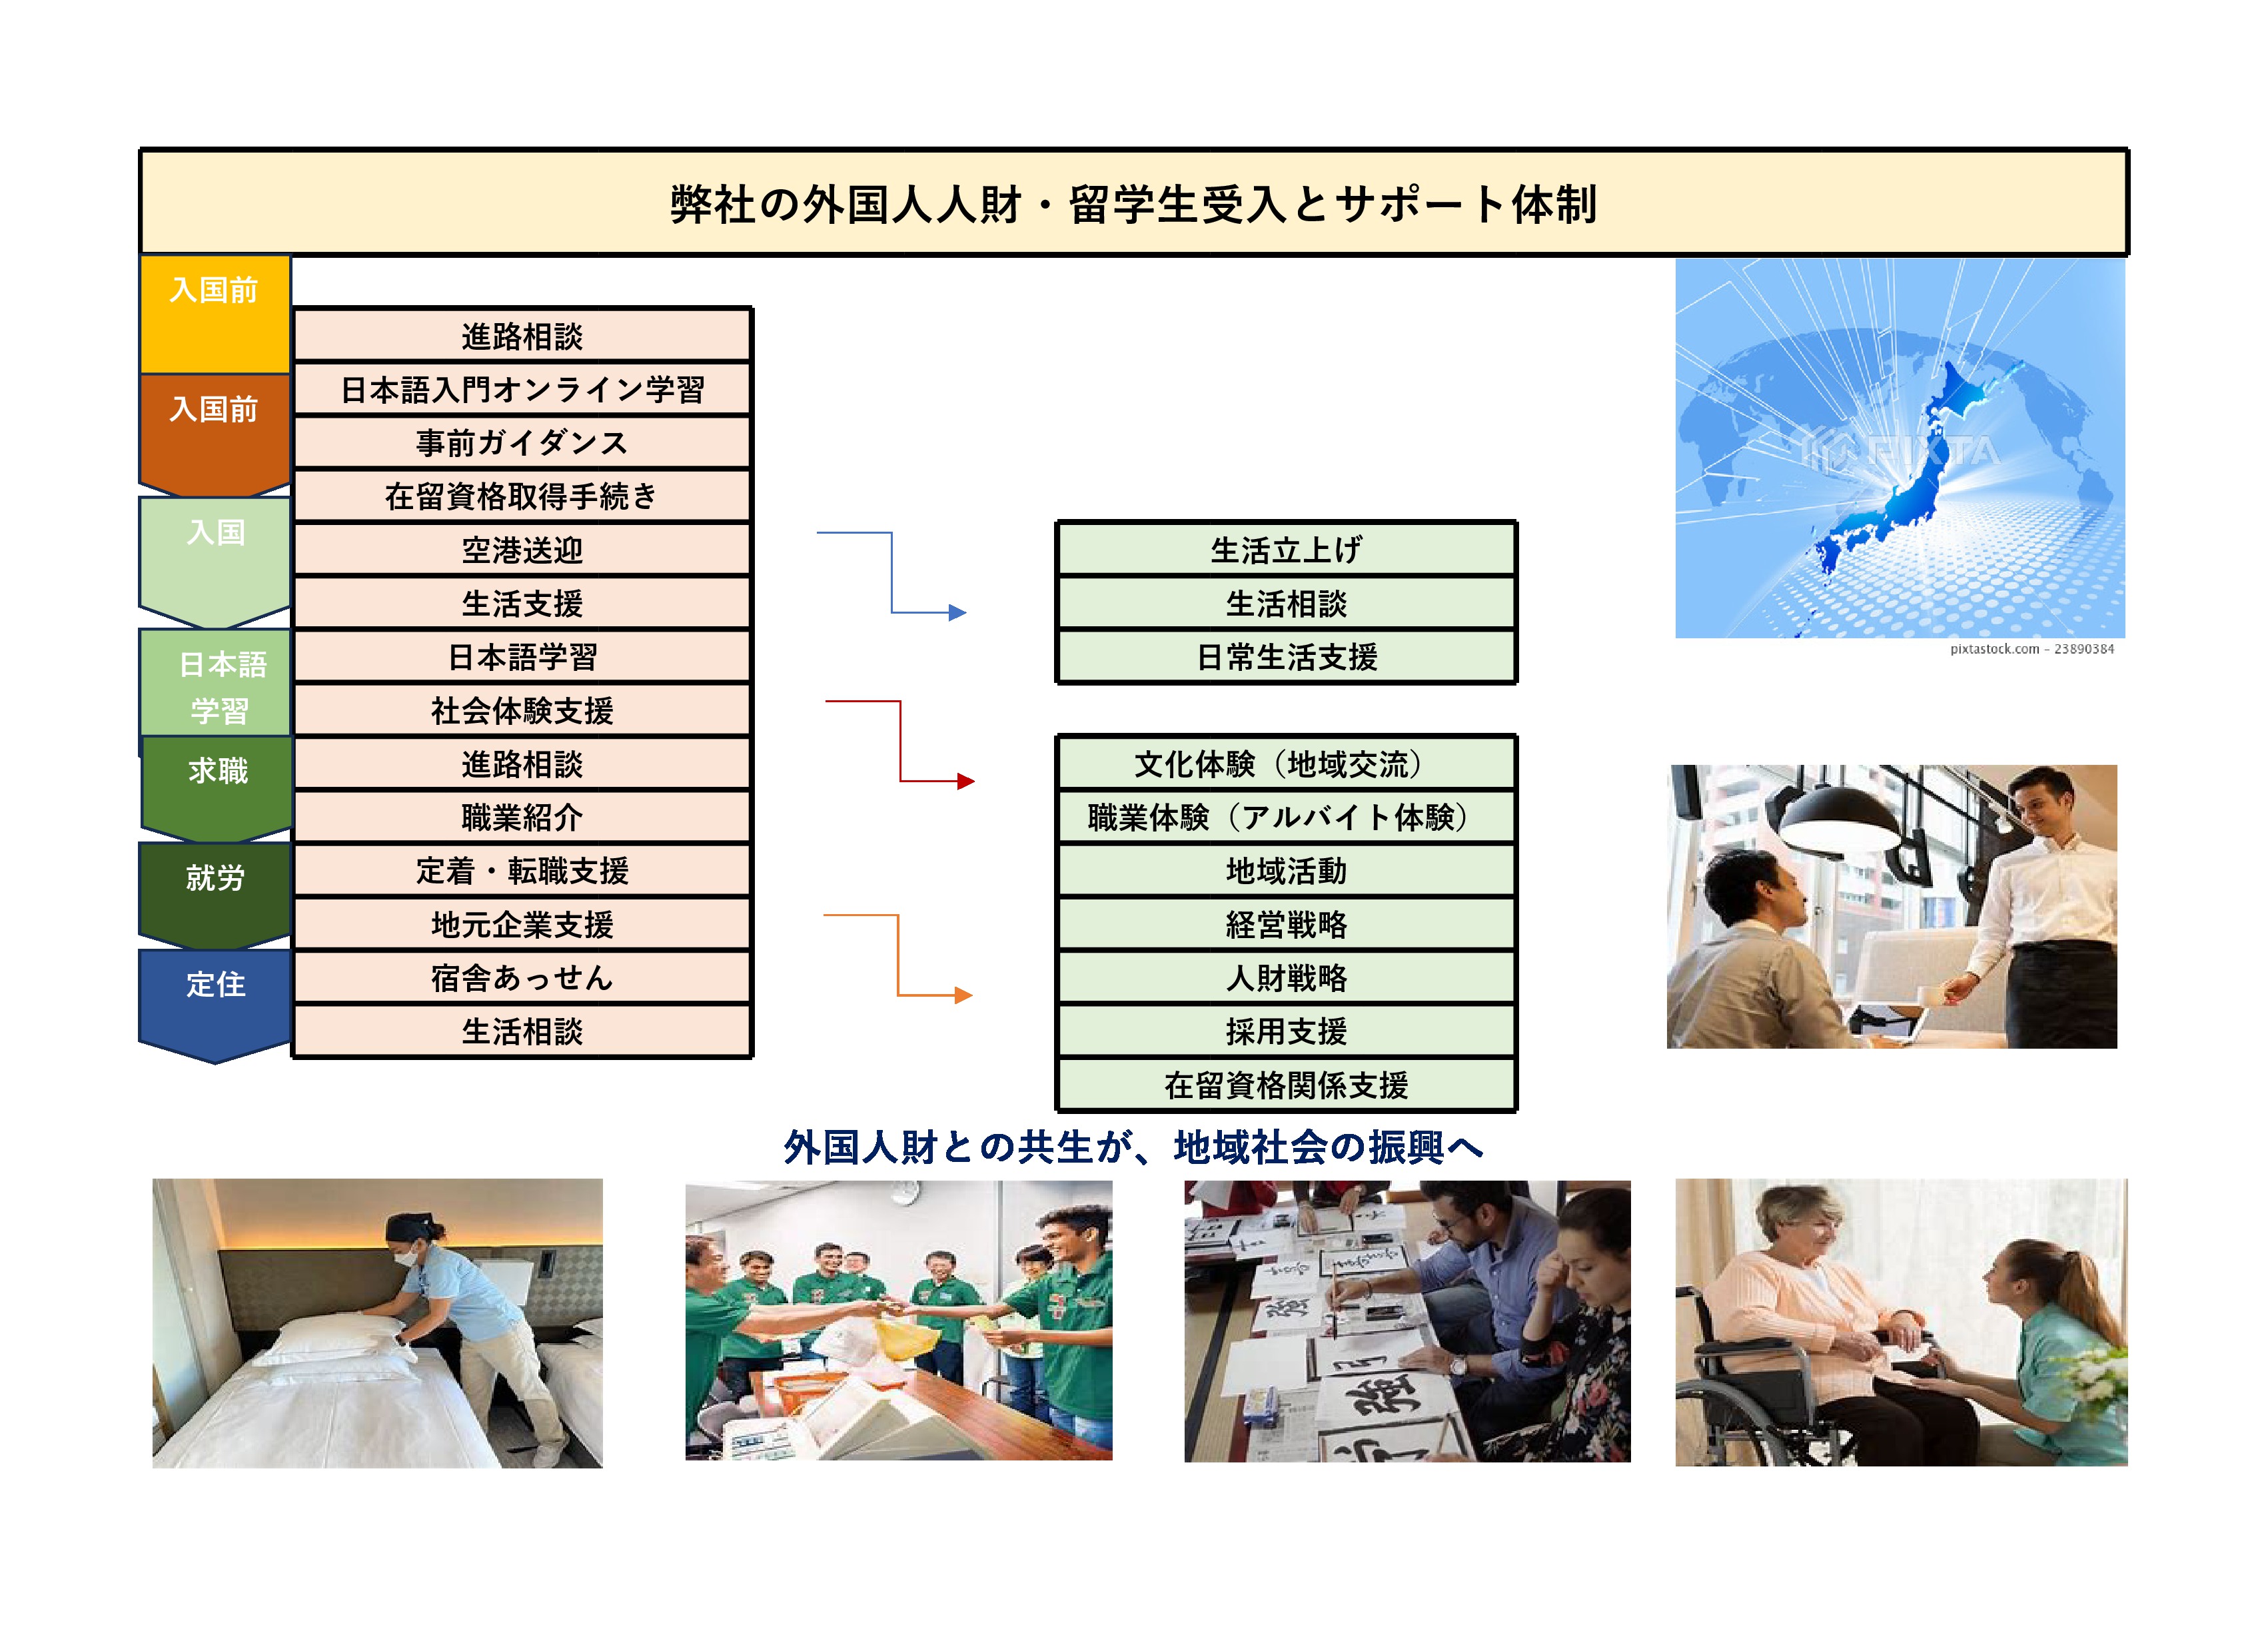 弊社の外国人人財・留学生受入とサポート体制
入国前
入国前
入国
日本語
学習
求職
就労
定住
進路相談
日本語入門オンライン学習
事前ガイダンス
在留資格取得手続き
空港送迎
生活支援
日本語学習
社会体験支援
進路相談
職業紹介
定着・転職支援
地元企業支援
宿舎あっせん
生活相談
生活立上げ
生活相談
日常生活支援
文化体験（地域交流）
職業体験（アルバイト体験）
地域活動
経営戦略
人財戦略
採用支援
在留資格関係支援
PIXTA
pixtastock.com - 23890384
外国人財との共生が、地域社会の振興へ